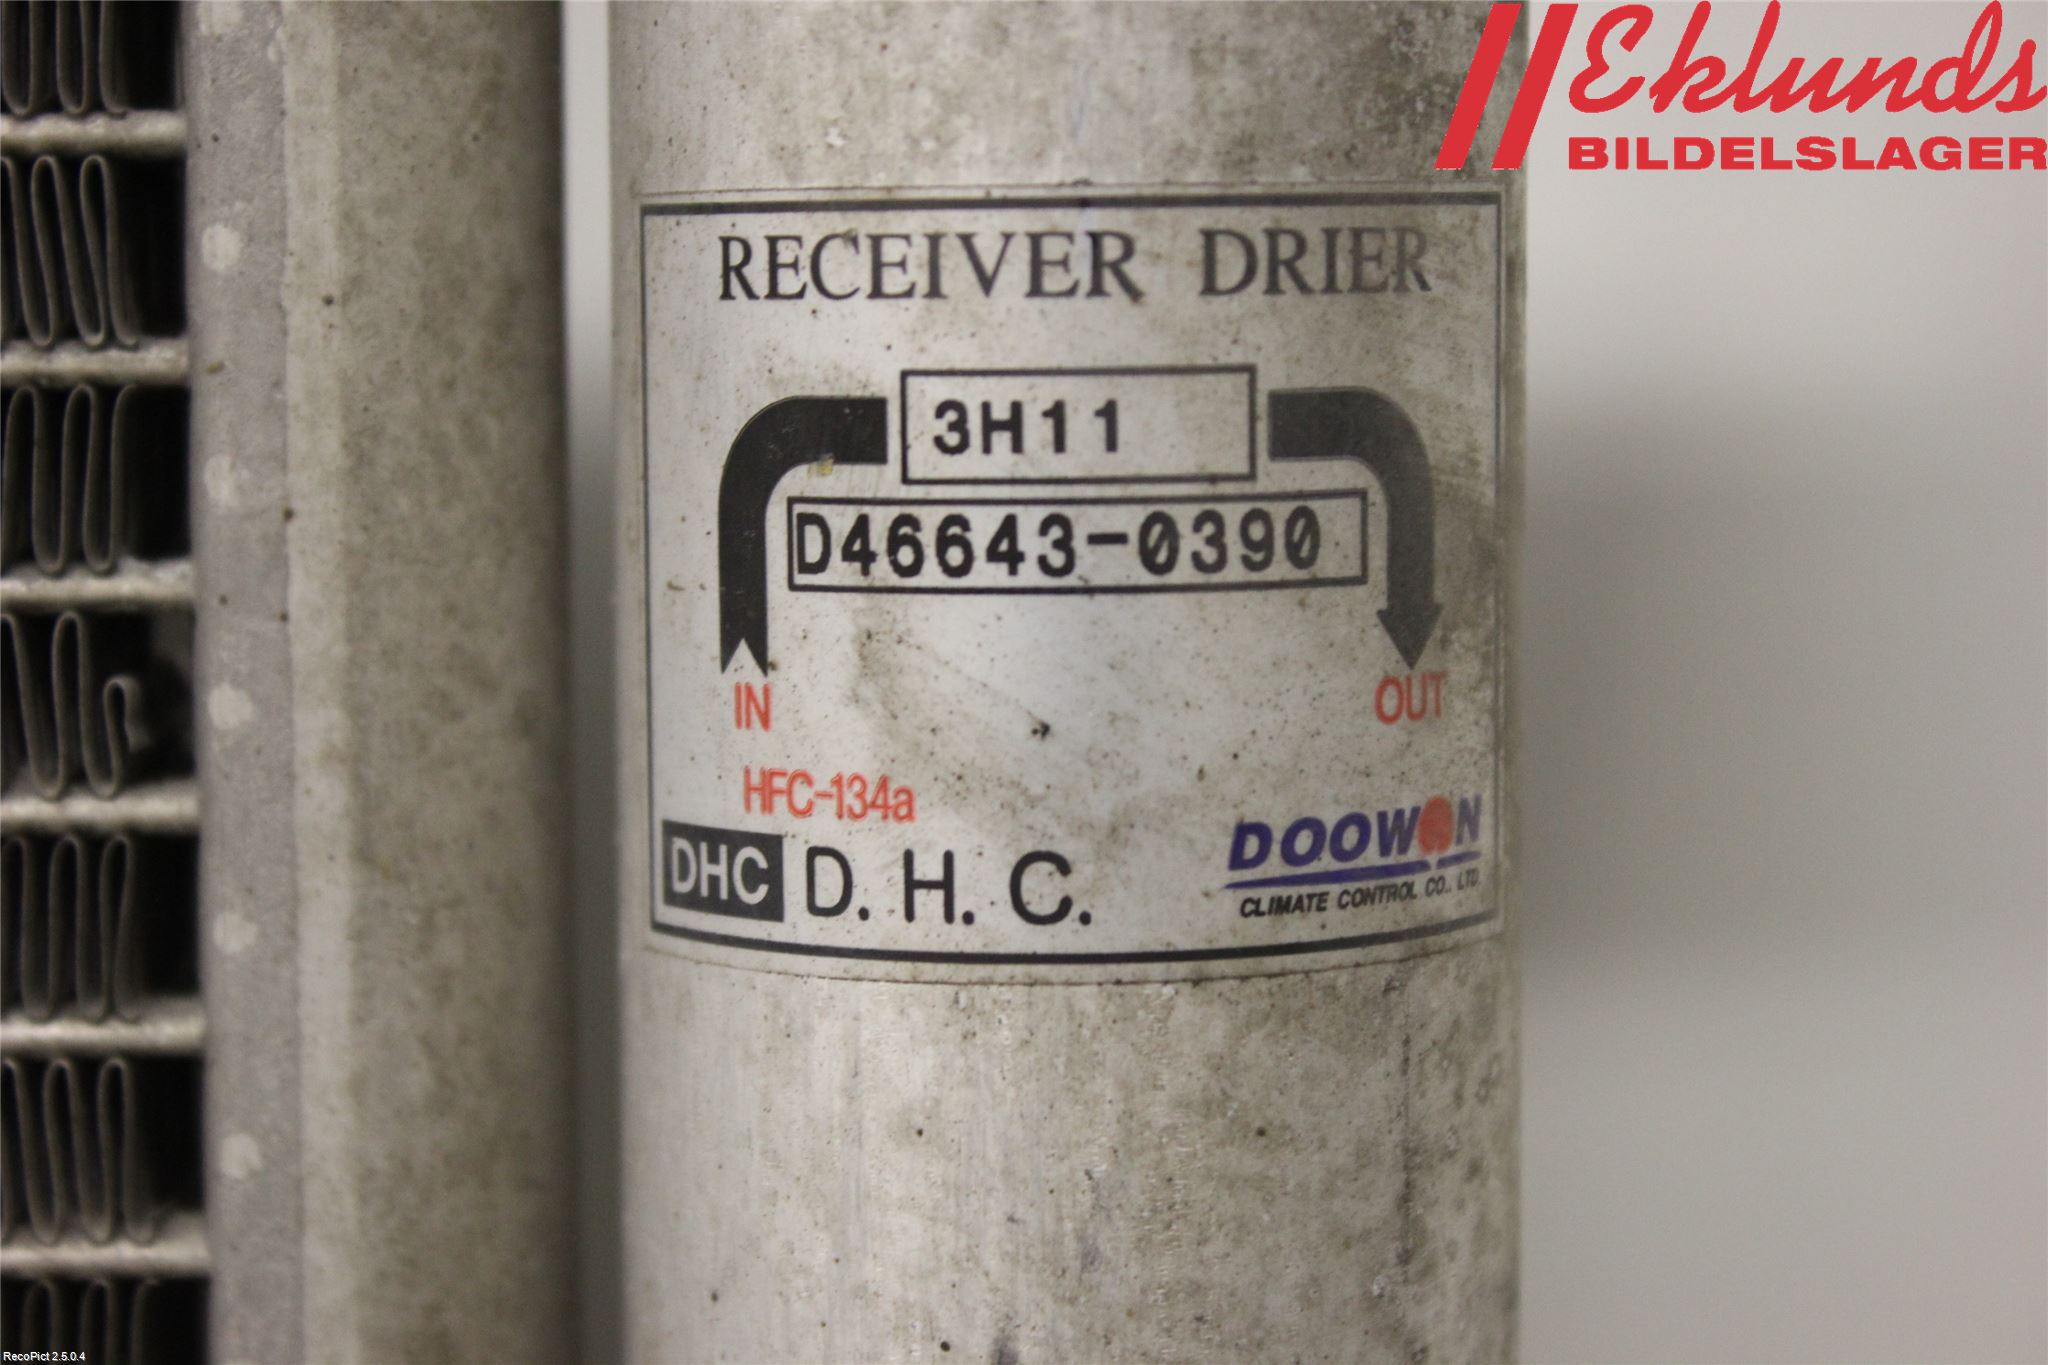 Eklunds
BILDELSLAGER
RECEIVER DRIER
3H11
D46643-0390
IN
OUT
HFC-134a
DHC D. H. C.
DOOWON
CLIMATE CONTROL CO., LTD
RecoPict 2.5.0.4